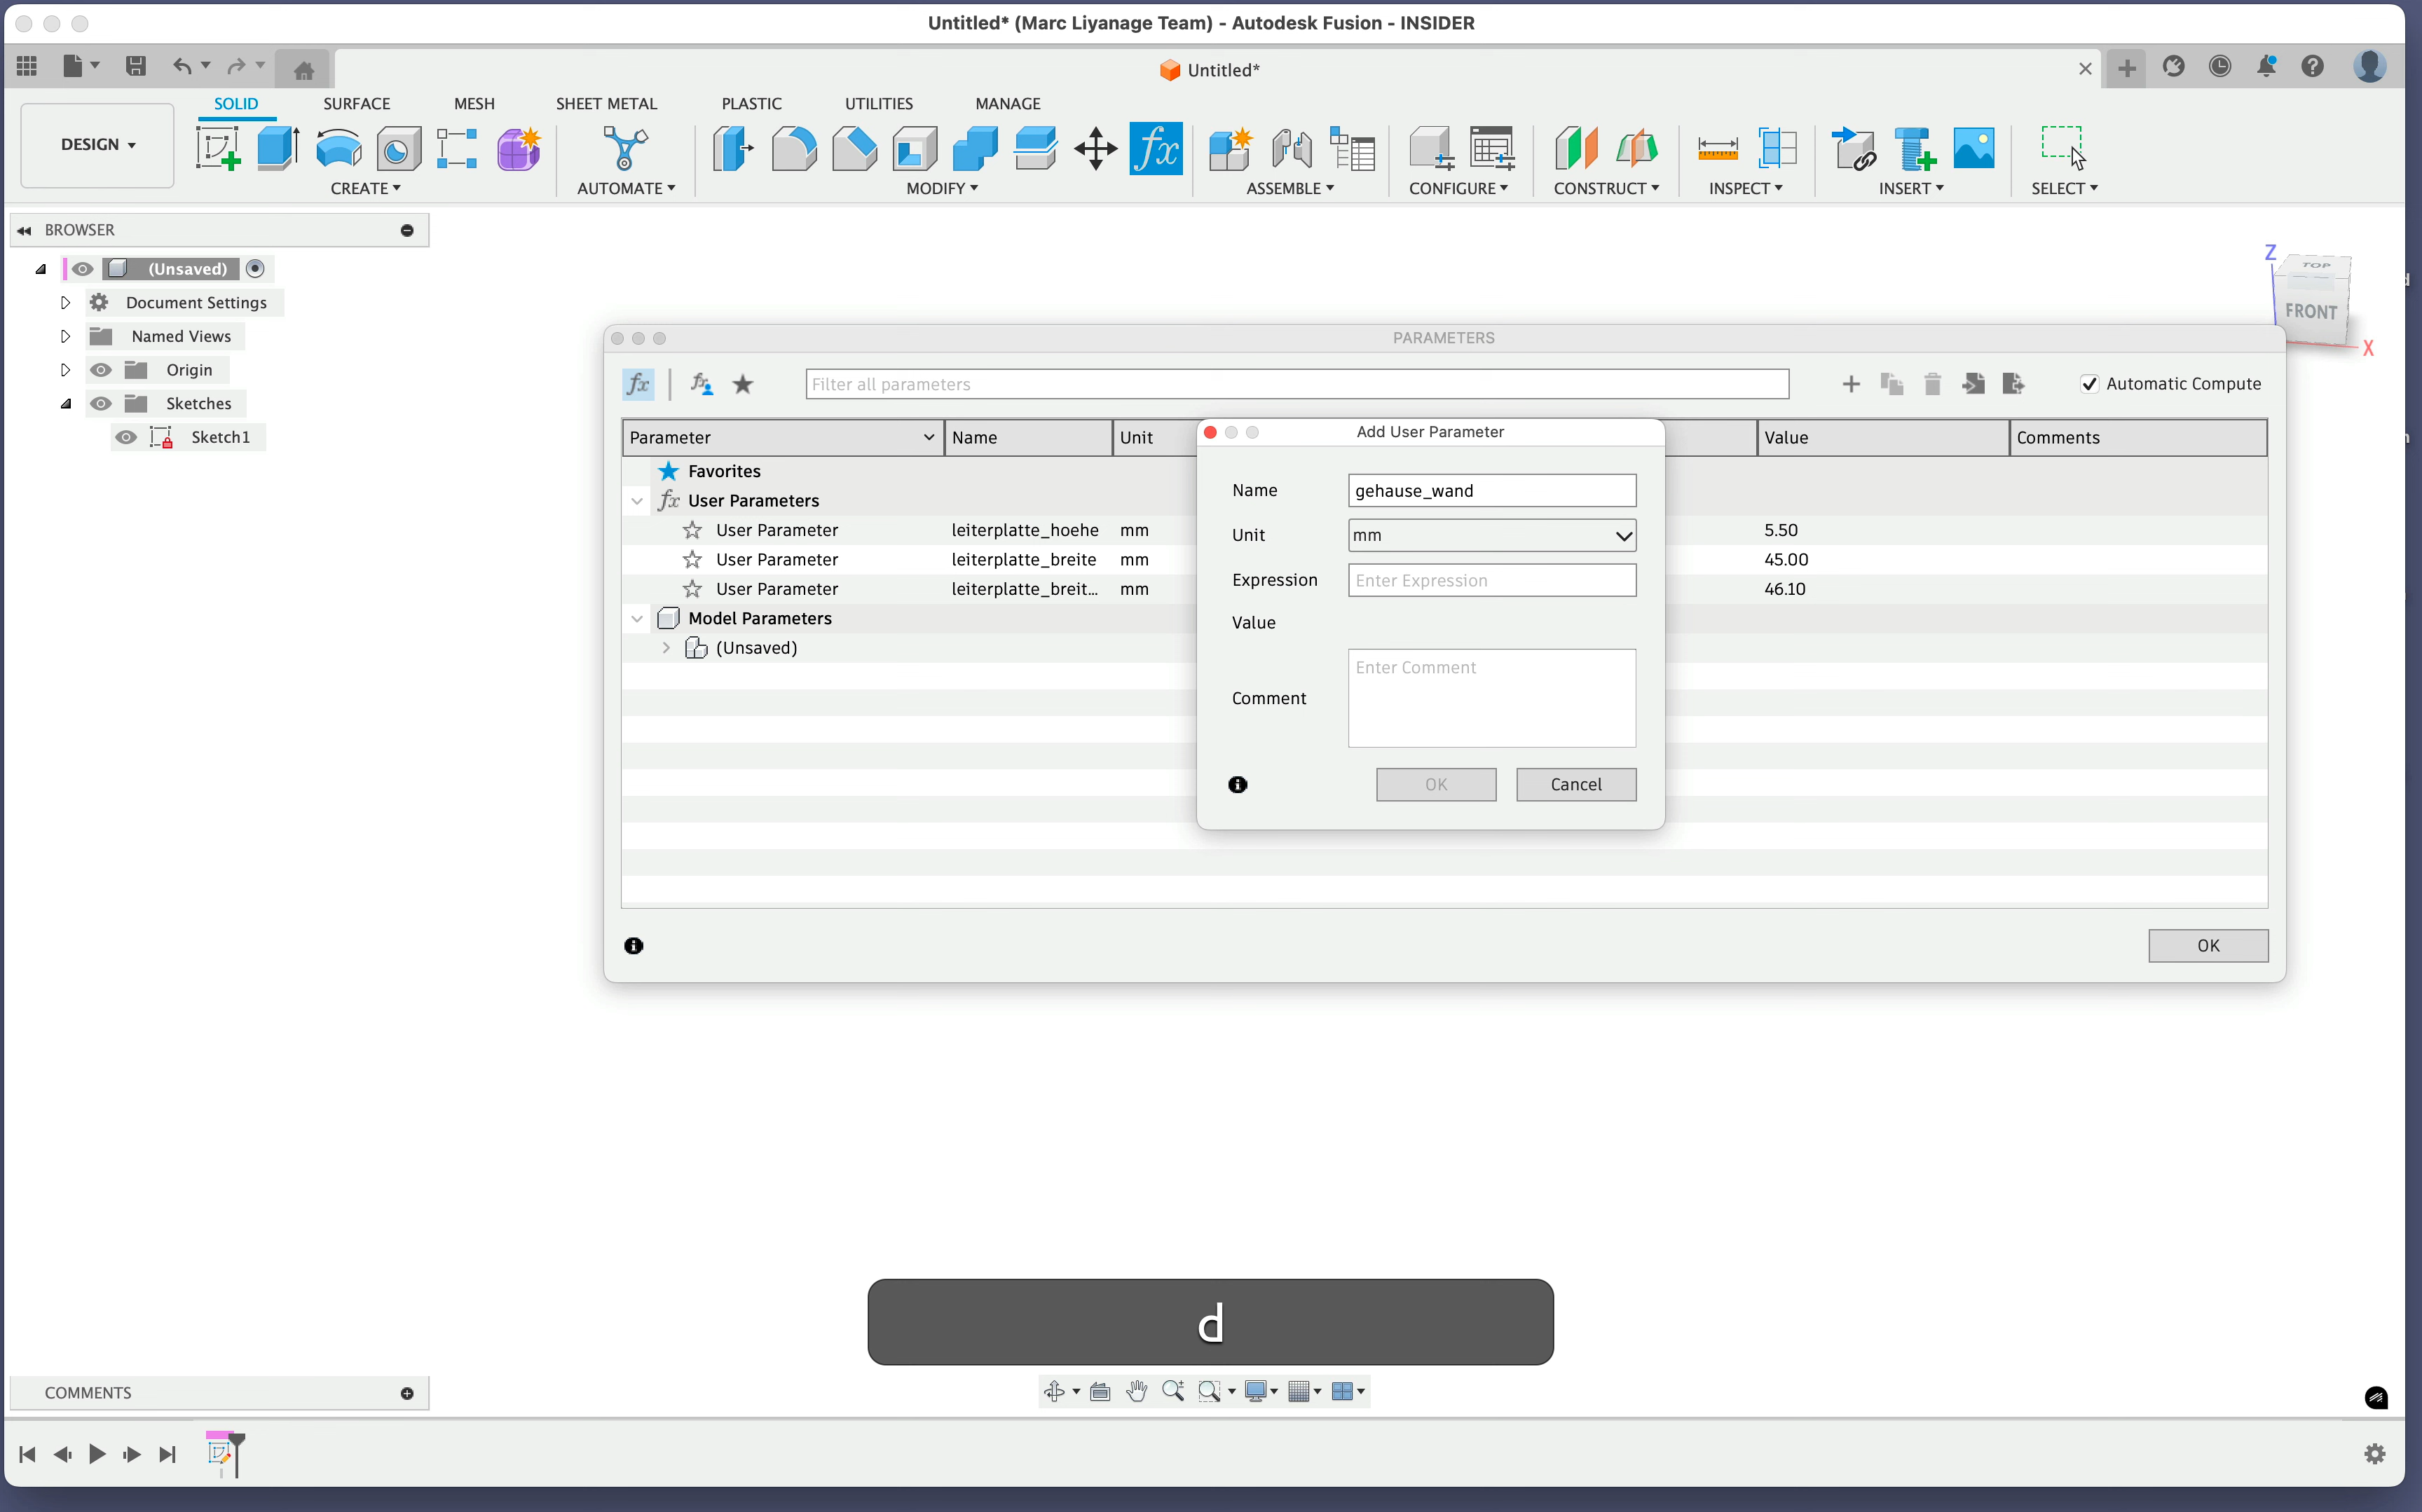 Untitled* (Marc Liyanage Team) - Autodesk Fusion - INSIDER
Untitled*
SOLID
SURFACE
MESH
SHEET METAL
PLASTIC
UTILITIES
MANAGE
DESIGN
CREATE
AUTOMATE
MODIFY
ASSEMBLE
CONFIGURE
CONSTRUCT
INSPECT
INSERT
SELECT
BROWSER
(Unsaved)
Document Settings
Named Views
Origin
Sketches
Sketch1
Z
TOP
FRONT
X
PARAMETERS
fx
Filter all parameters
Automatic Compute
Parameter
Name
Unit
Value
Comments
Favorites
fx User Parameters
User Parameter leiterplatte_hoehe mm 5.50
User Parameter leiterplatte_breite mm 45.00
User Parameter leiterplatte_breit... mm 46.10
Model Parameters
(Unsaved)
OK
Add User Parameter
Name gehause_wand
Unit mm
Expression Enter Expression
Value
Comment Enter Comment
OK
Cancel
d
COMMENTS